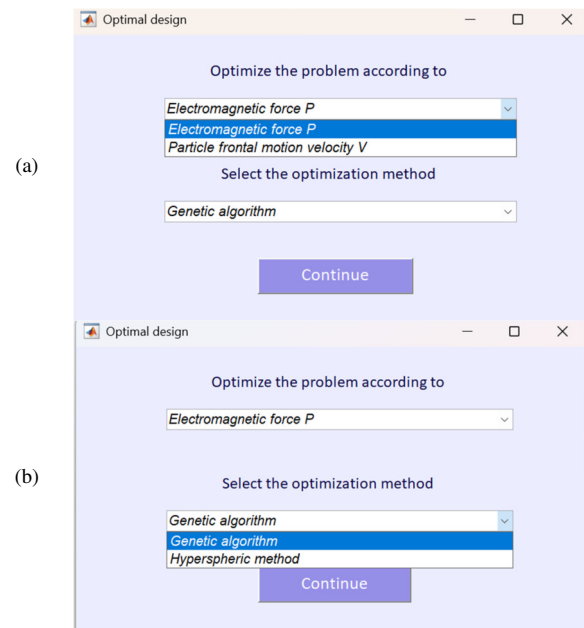 Optimal design
Optimize the problem according to
Electromagnetic force P
Electromagnetic force P
Particle frontal motion velocity V
(a)
Select the optimization method
Genetic algorithm
Continue
Optimal design
Optimize the problem according to
Electromagnetic force P
(b)
Select the optimization method
Genetic algorithm
Genetic algorithm
Hyperspheric method
Continue